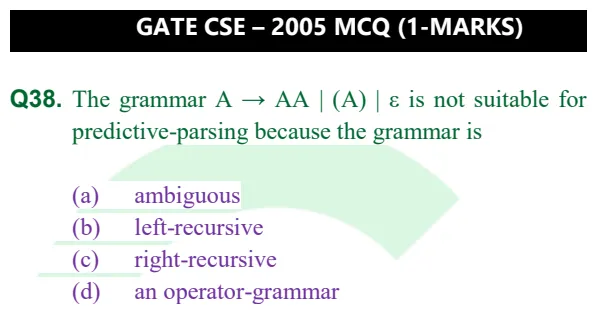 GATE CSE – 2005 MCQ (1-MARKS)
Q38. The grammar A → AA | (A) | ε is not suitable for
predictive-parsing because the grammar is
(a) ambiguous
(b) left-recursive
(c) right-recursive
(d) an operator-grammar